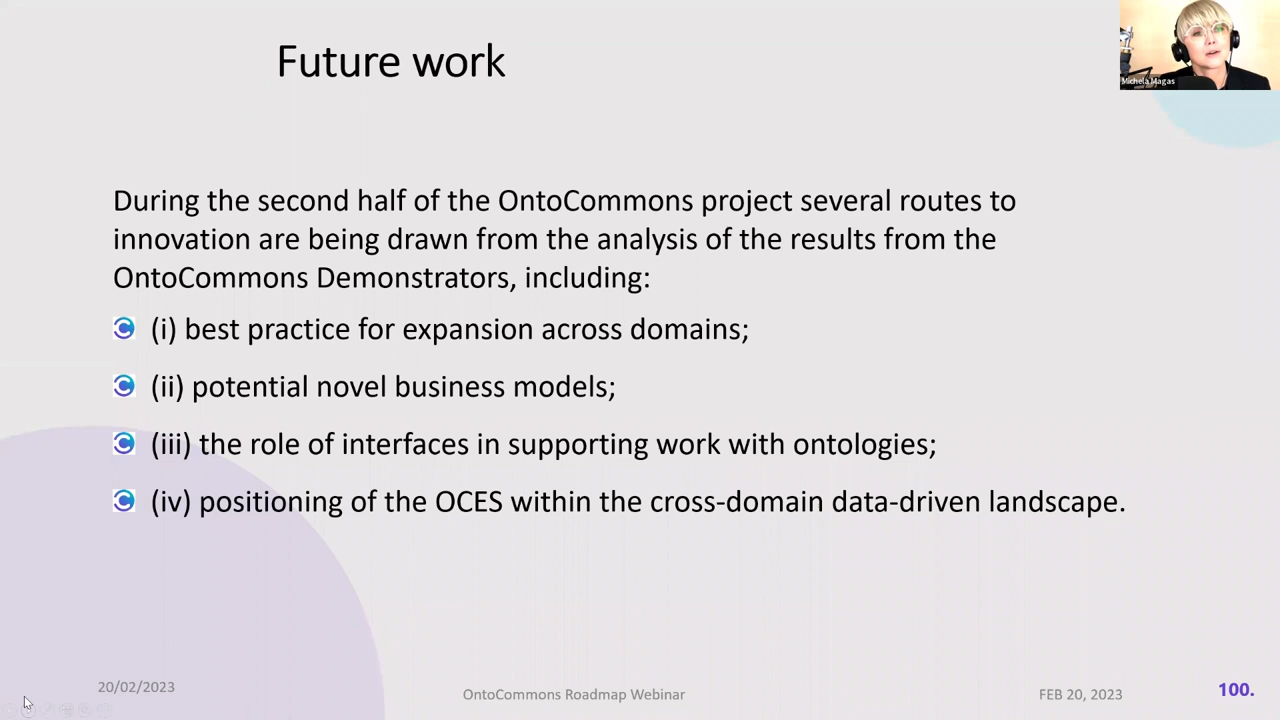 Future work
Michela Magas
During the second half of the OntoCommons project several routes to
innovation are being drawn from the analysis of the results from the
OntoCommons Demonstrators, including:
(i) best practice for expansion across domains;
(ii) potential novel business models;
(iii) the role of interfaces in supporting work with ontologies;
(iv) positioning of the OCES within the cross-domain data-driven landscape.
20/02/2023
OntoCommons Roadmap Webinar
FEB 20, 2023
100.